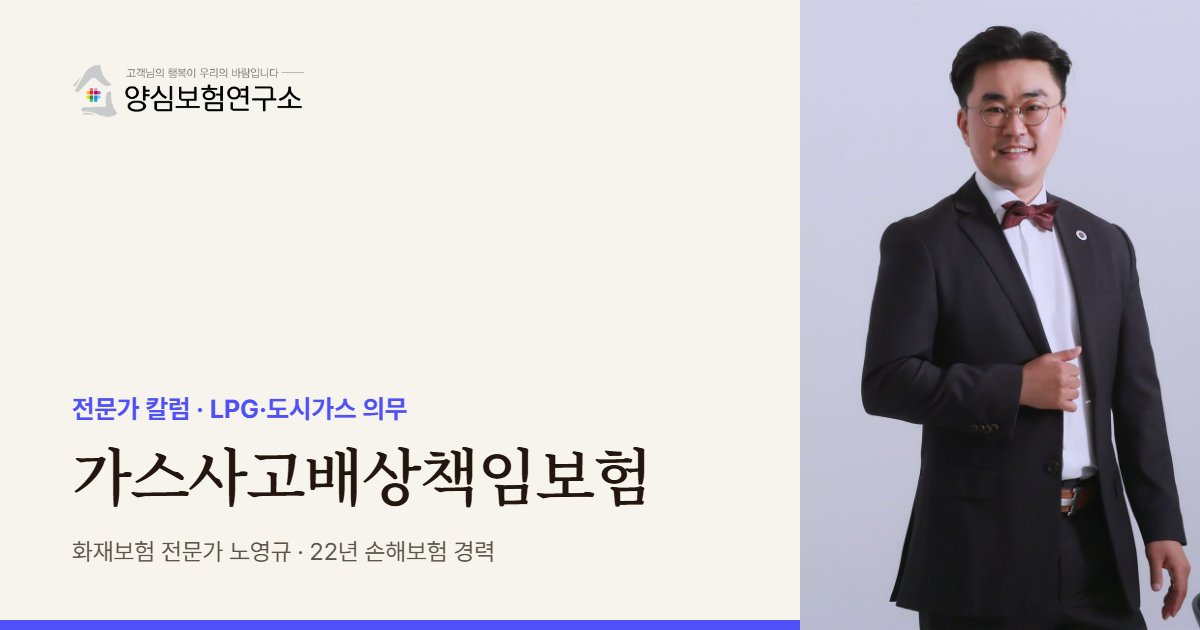 고객님의 행복이 우리의 바람입니다
양심보험연구소
전문가 칼럼 · LPG·도시가스 의무
가스사고배상책임보험
화재보험 전문가 노영규 · 22년 손해보험 경력